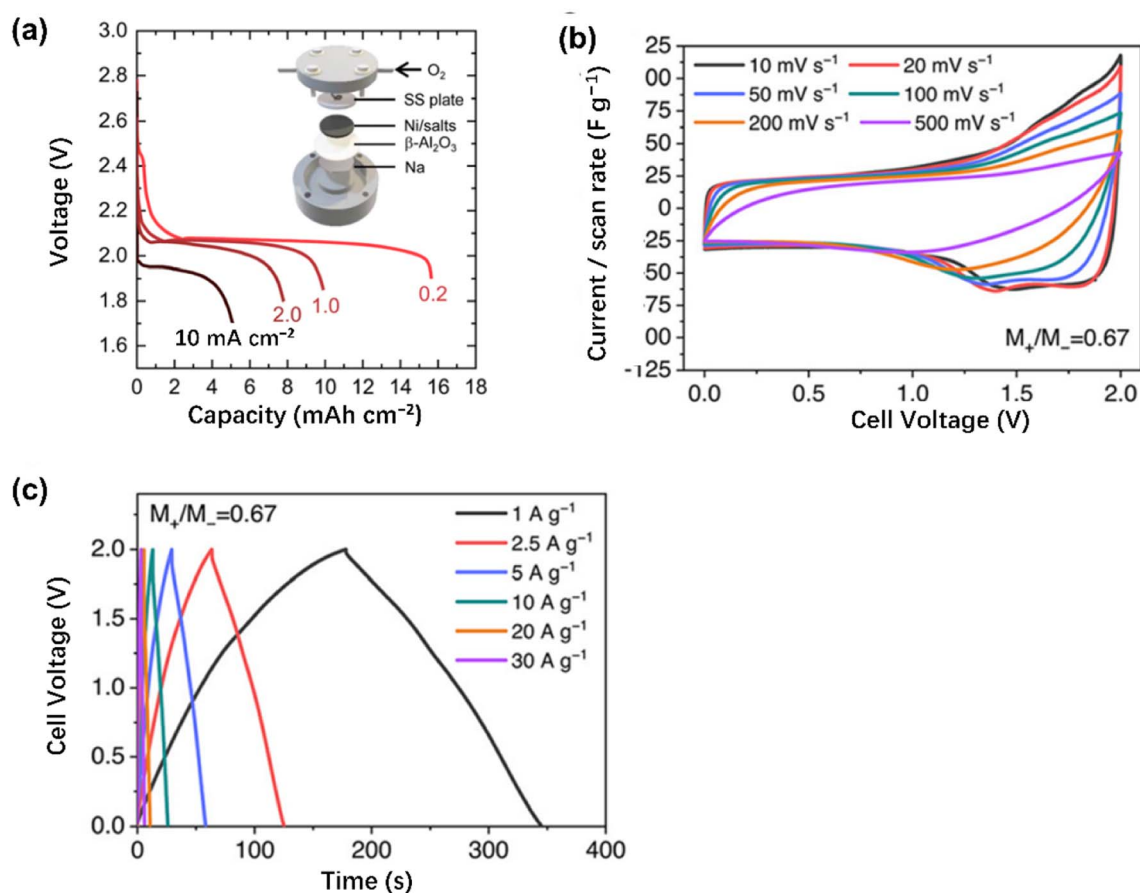 (a)
Voltage (V)
3.0
2.8
2.6
2.4
2.2
2.0
1.8
1.6
O₂
SS plate
Ni/salts
β-Al₂O₃
Na
10 mA cm⁻²
2.0
1.0
0.2
0 2 4 6 8 10 12 14 16 18
Capacity (mAh cm⁻²)
(b)
Current / scan rate (F g⁻¹)
25
00
75
50
25
0
-25
50
75
00
-125
10 mV s⁻¹ 20 mV s⁻¹
50 mV s⁻¹ 100 mV s⁻¹
200 mV s⁻¹ 500 mV s⁻¹
M₊/M₋=0.67
0.0 0.5 1.0 1.5 2.0
Cell Voltage (V)
(c)
Cell Voltage (V)
2.0
1.5
1.0
0.5
0.0
M₊/M₋=0.67
1 A g⁻¹
2.5 A g⁻¹
5 A g⁻¹
10 A g⁻¹
20 A g⁻¹
30 A g⁻¹
0 100 200 300 400
Time (s)